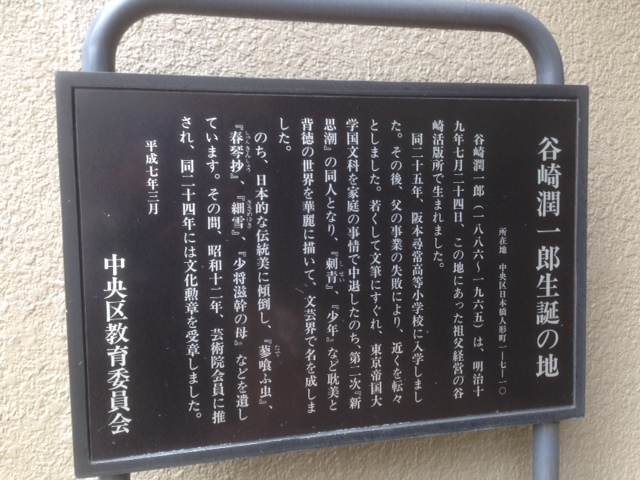 谷崎潤一郎生誕の地
所在地 中央区日本橋人形町一―七―一〇
谷崎潤一郎(一八八六〜一九六五)は、明治十
九年七月二十四日、この地にあった祖父経営の谷
崎活版所で生まれました。
同二十五年、阪本尋常高等小学校に入学しまし
た。その後、父の事業の失敗により、近くを転々
としました。若くして文筆にすぐれ、東京帝国大
学国文科を家庭の事情で中退したのち、第二次『新
思潮』の同人となり、『刺青』『少年』など耽美と
背徳の世界を華麗に描いて、文芸界で名を成しま
した。
のち、日本的な伝統美に傾倒し、『蓼喰ふ虫』、
『春琴抄』、『細雪』、『少将滋幹の母』などを遺し
ています。その間、昭和十二年、芸術院会員に推
され、同二十四年には文化勲章を受章しました。
平成七年三月
中央区教育委員会